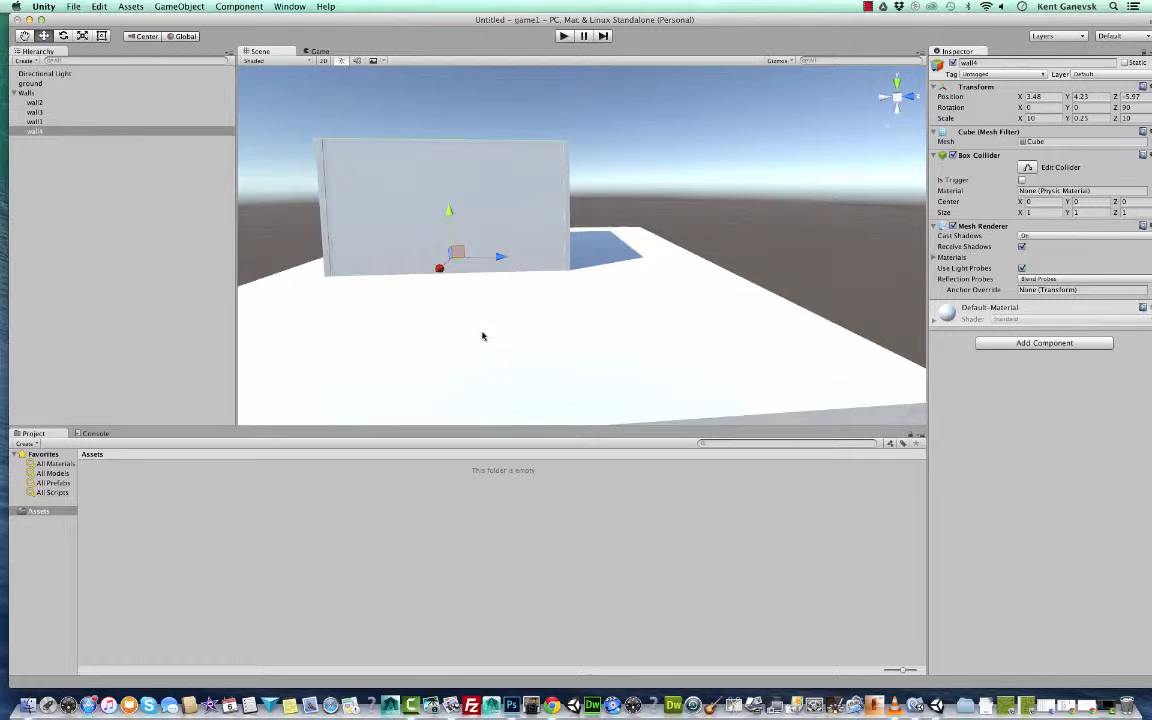 Unity File Edit Assets GameObject Component Window Help Kent Ganevsk
Untitled - game1 - PC, Mac & Linux Standalone (Personal)
Center Global Layers Default
Hierarchy Scene Game Inspector
Create All Shaded 2D Gizmos All wall4 Static
Tag Untagged Layer Default
Directional Light
ground
Walls
wall2
wall3
wall1
wall4
Transform
Position X 3.48 Y 4.23 Z -5.97
Rotation X 0 Y 0 Z 90
Scale X 10 Y 0.25 Z 10
Cube (Mesh Filter)
Mesh Cube
Box Collider
Edit Collider
Is Trigger
Material None (Physic Material)
Center X 0 Y 0 Z 0
Size X 1 Y 1 Z 1
Mesh Renderer
Cast Shadows On
Receive Shadows
Materials
Use Light Probes
Reflection Probes Blend Probes
Anchor Override None (Transform)
Default-Material
Shader Standard
Add Component
Project Console
Create
Favorites
All Materials
All Models
All Prefabs
All Scripts
Assets
Assets
This folder is empty